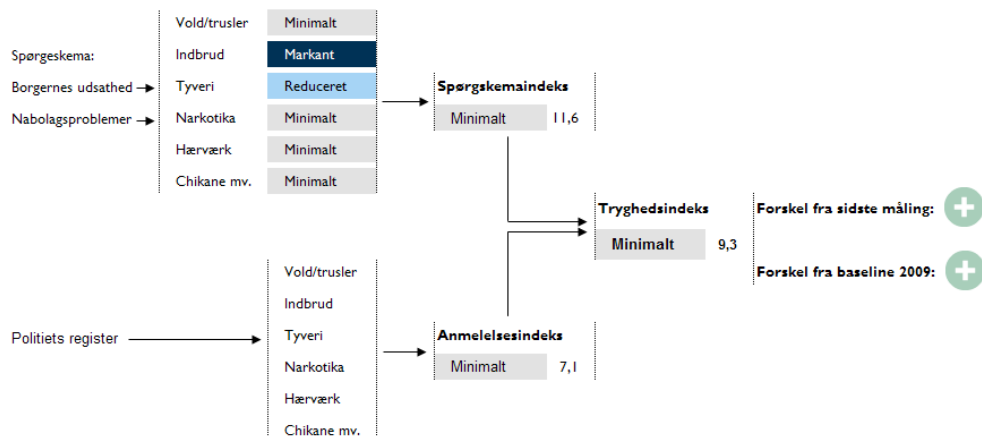 Vold/trusler Minimalt
Spørgeskema: Indbrud Markant
Borgernes udsathed Tyveri Reduceret Spørgskemaindeks
Nabolagsproblemer Narkotika Minimalt Minimalt 11,6
Hærværk Minimalt
Chikane mv. Minimalt
Tryghedsindeks Forskel fra sidste måling:
Minimalt 9,3
Vold/trusler Forskel fra baseline 2009:
Indbrud
Politiets register Tyveri Anmelelsesindeks
Narkotika Minimalt 7,1
Hærværk
Chikane mv.